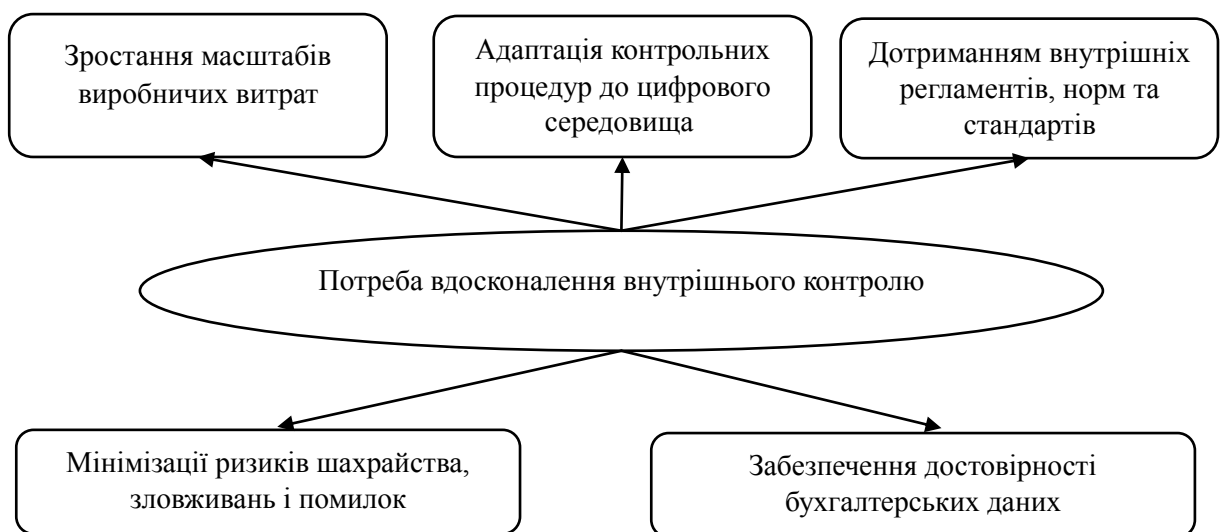 Зростання масштабів
виробничих витрат
Адаптація контрольних
процедур до цифрового
середовища
Дотриманням внутрішніх
регламентів, норм та
стандартів
Потреба вдосконалення внутрішнього контролю
Мінімізації ризиків шахрайства,
зловживань і помилок
Забезпечення достовірності
бухгалтерських даних